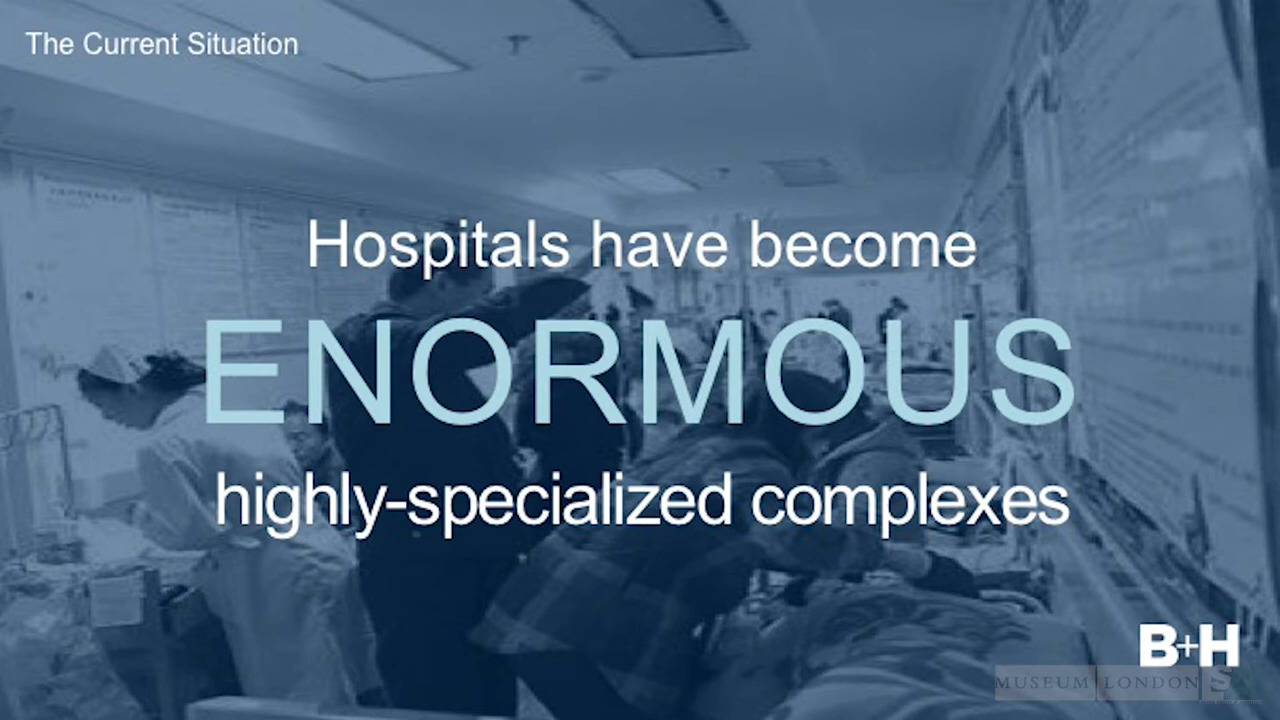 The Current Situation
Hospitals have become
ENORMOUS
highly-specialized complexes
B+H
MUSEUM LONDON